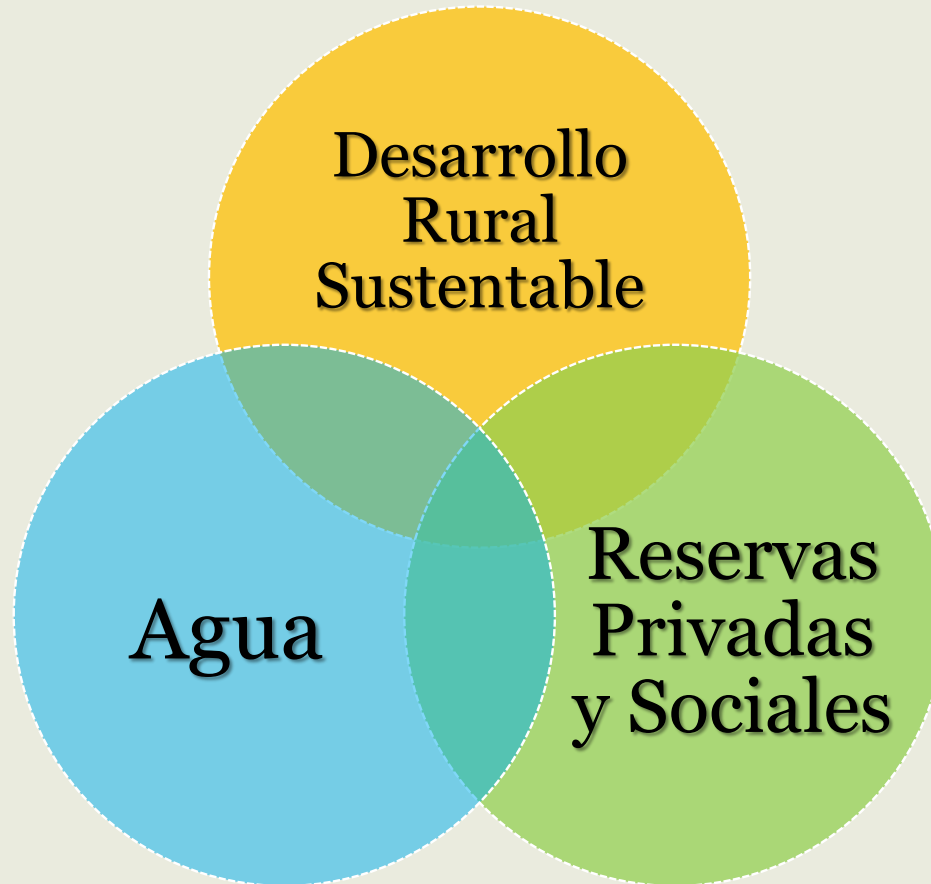 Desarrollo
Rural
Sustentable
Agua
Reservas
Privadas
y Sociales